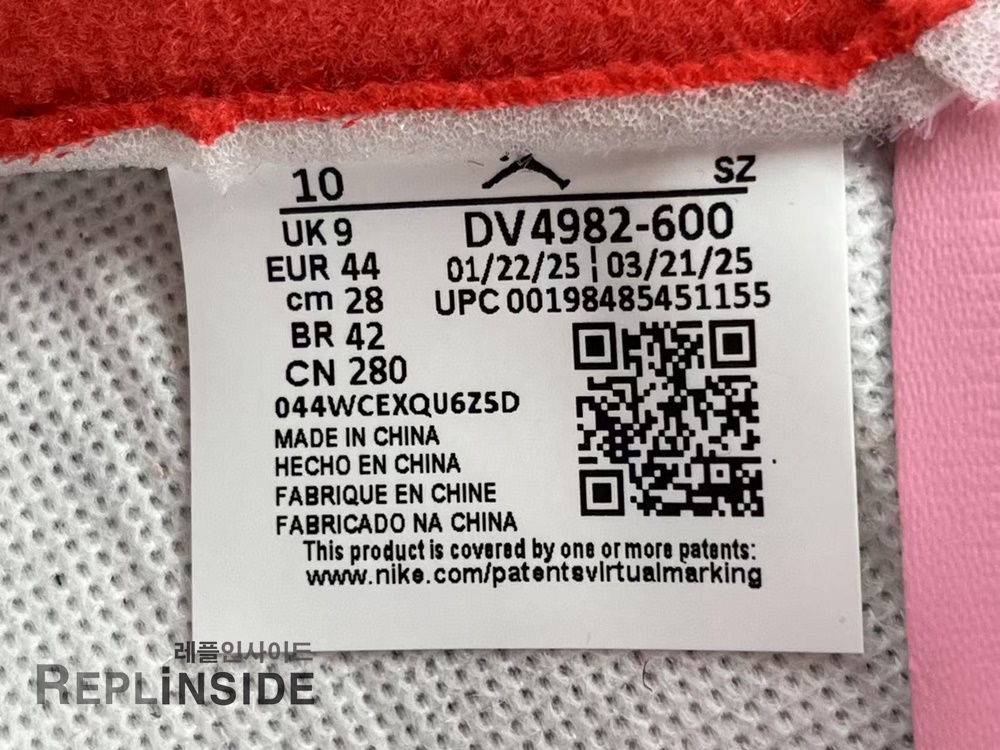 10 SZ
UK 9 DV4982-600
EUR 44 01/22/25 | 03/21/25
cm 28 UPC 00198485451155
BR 42
CN 280
044WCEXQU6Z5D
MADE IN CHINA
HECHO EN CHINA
FABRIQUE EN CHINE
FABRICADO NA CHINA
This product is covered by one or more patents:
www.nike.com/patentsvirtualmarking
레플인사이드
REPLiNSIDE